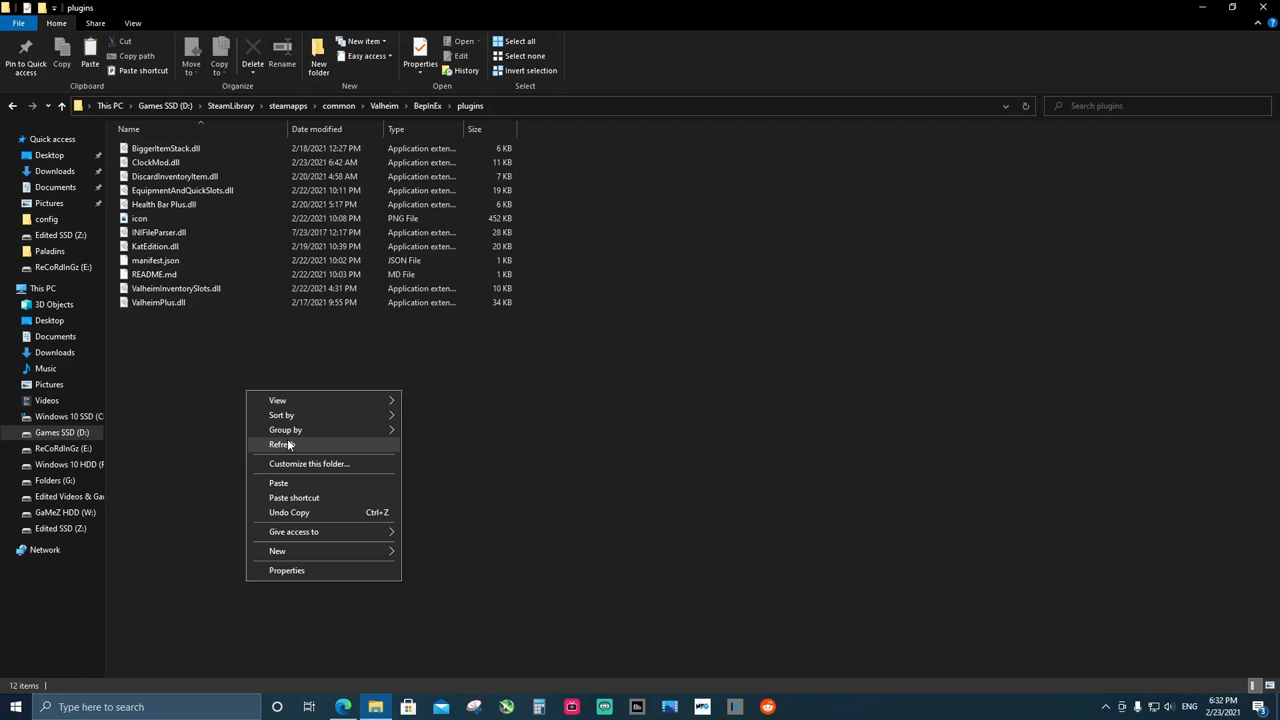 plugins
File Home Share View
Pin to Quick access
Copy
Paste
Cut
Copy path
Paste shortcut
Clipboard
Move to
Copy to
Delete
Rename
Organize
New folder
New item
Easy access
New
Properties
Open
Edit
History
Open
Select all
Select none
Invert selection
Select
This PC > Games SSD (D:) > SteamLibrary > steamapps > common > Valheim > BepInEx > plugins
Search plugins
Name Date modified Type Size
BiggerItemStack.dll 2/18/2021 12:27 PM Application exten... 6 KB
ClockMod.dll 2/23/2021 6:42 AM Application exten... 11 KB
DiscardInventoryItem.dll 2/20/2021 4:58 AM Application exten... 7 KB
EquipmentAndQuickSlots.dll 2/22/2021 10:11 PM Application exten... 19 KB
Health Bar Plus.dll 2/20/2021 5:17 PM Application exten... 6 KB
icon 2/22/2021 10:08 PM PNG File 452 KB
INIFileParser.dll 7/23/2017 12:17 PM Application exten... 28 KB
KatEdition.dll 2/19/2021 10:39 PM Application exten... 20 KB
manifest.json 2/22/2021 10:02 PM JSON File 1 KB
README.md 2/22/2021 10:03 PM MD File 1 KB
ValheimInventorySlots.dll 2/22/2021 4:31 PM Application exten... 10 KB
ValheimPlus.dll 2/17/2021 9:55 PM Application exten... 34 KB
Quick access
Desktop
Downloads
Documents
Pictures
config
Edited SSD (Z:)
Paladins
ReCoRdInGz (E:)
This PC
3D Objects
Desktop
Documents
Downloads
Music
Pictures
Videos
Windows 10 SSD (C
Games SSD (D:)
ReCoRdInGz (E:)
Windows 10 HDD (
Folders (G:)
Edited Videos & Ga
GaMeZ HDD (W:)
Edited SSD (Z:)
Network
View
Sort by
Group by
Refresh
Customize this folder...
Paste
Paste shortcut
Undo Copy Ctrl+Z
Give access to
New
Properties
12 items
Type here to search
ENG
6:32 PM
2/23/2021